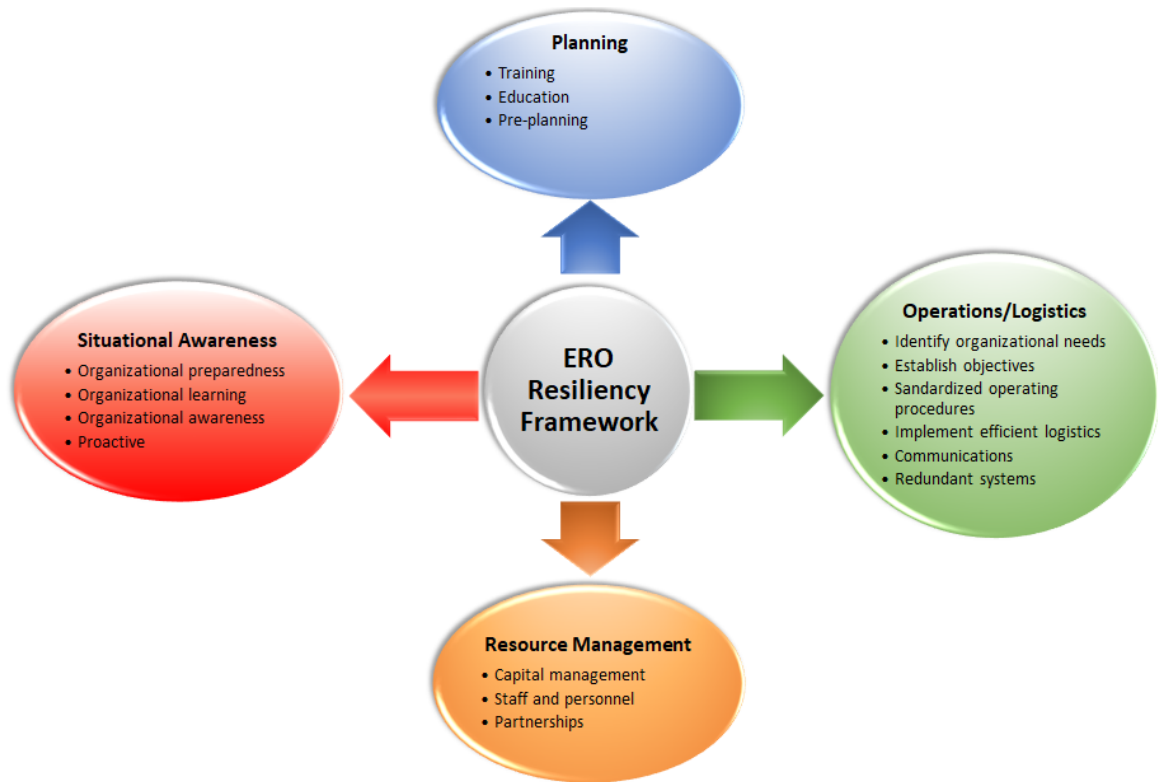 Planning
• Training
• Education
• Pre-planning
Situational Awareness
• Organizational preparedness
• Organizational learning
• Organizational awareness
• Proactive
ERO
Resiliency
Framework
Operations/Logistics
• Identify organizational needs
• Establish objectives
• Sandardized operating
procedures
• Implement efficient logistics
• Communications
• Redundant systems
Resource Management
• Capital management
• Staff and personnel
• Partnerships